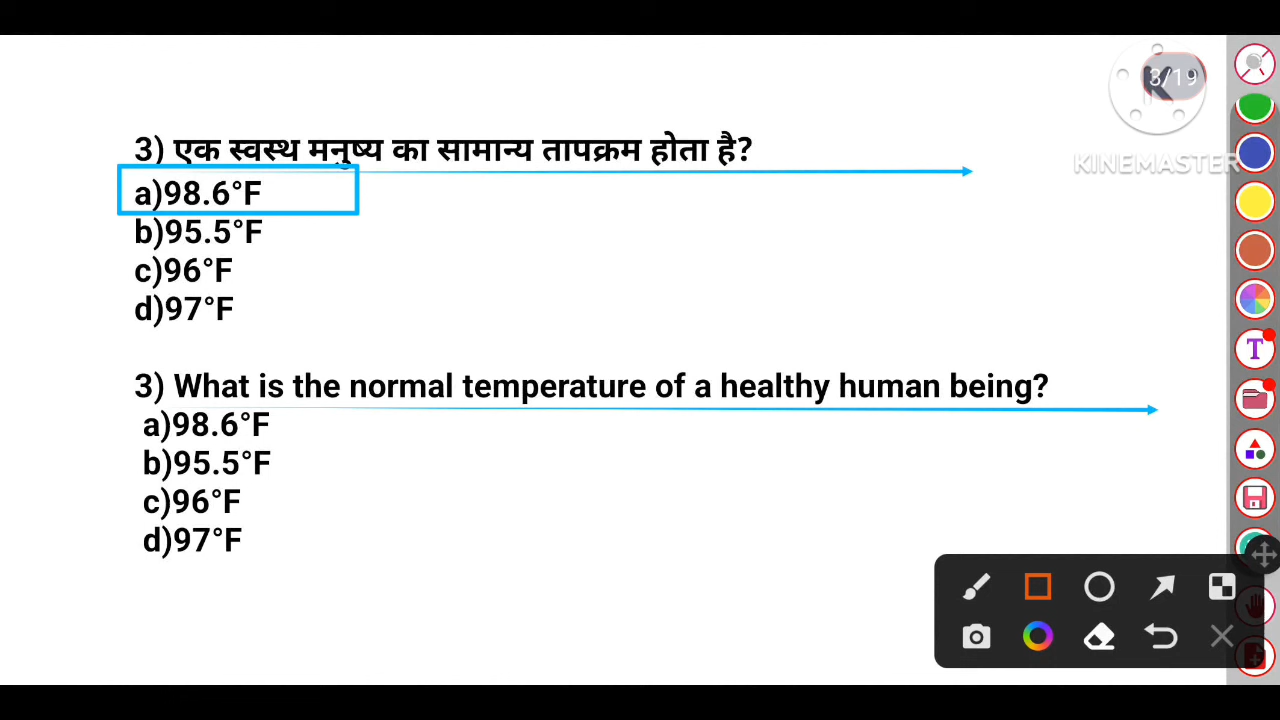 3/19
KINEMASTER
3) एक स्वस्थ मनुष्य का सामान्य तापक्रम होता है?
a)98.6°F
b)95.5°F
c)96°F
d)97°F
3) What is the normal temperature of a healthy human being?
a)98.6°F
b)95.5°F
c)96°F
d)97°F
T